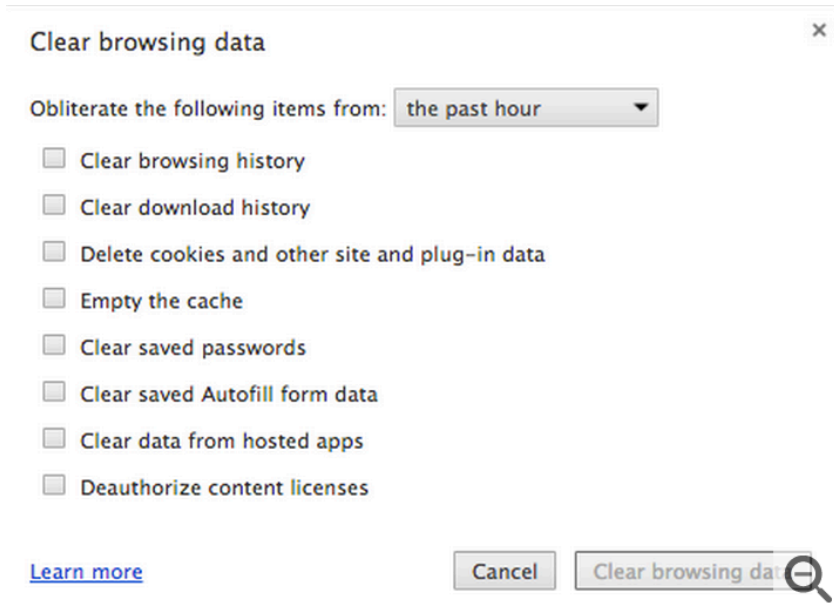 Clear browsing data
Obliterate the following items from: the past hour
Clear browsing history
Clear download history
Delete cookies and other site and plug-in data
Empty the cache
Clear saved passwords
Clear saved Autofill form data
Clear data from hosted apps
Deauthorize content licenses
Learn more Cancel Clear browsing data